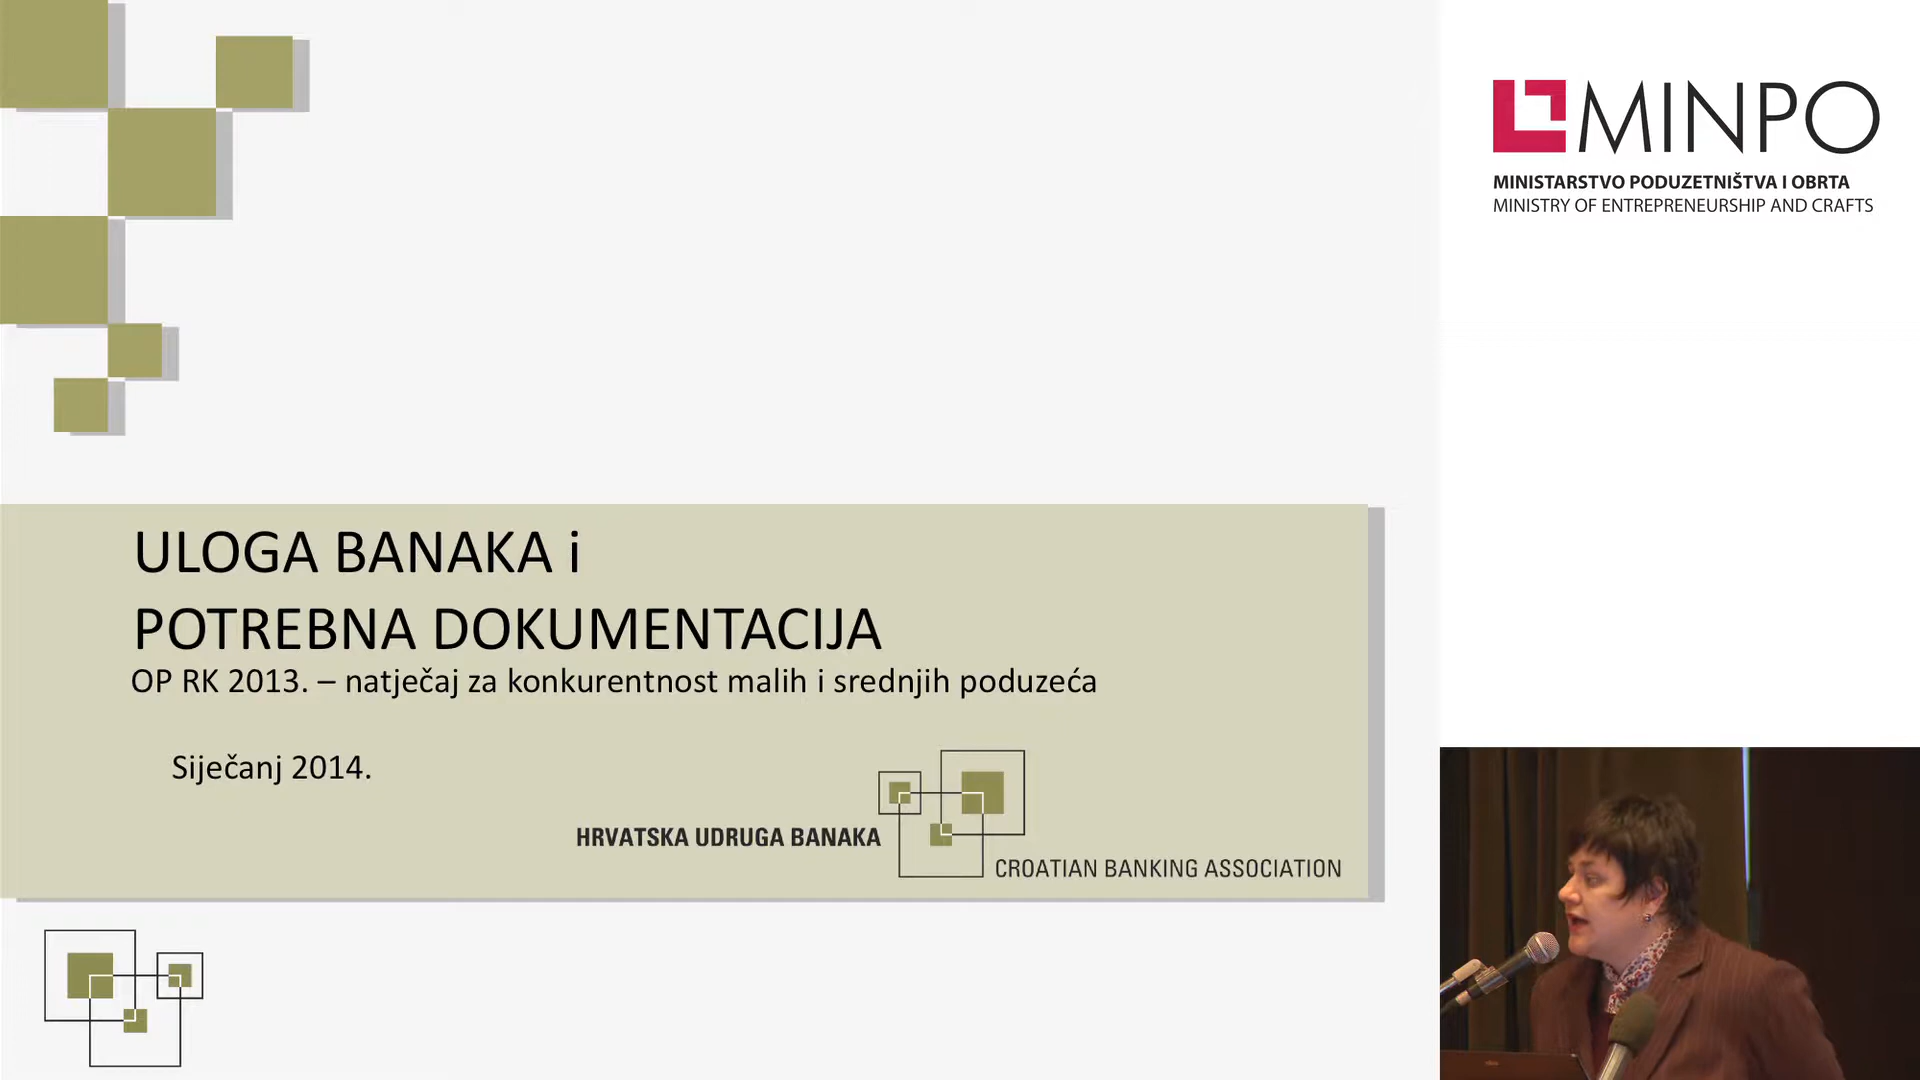 MINPO
MINISTARSTVO PODUZETNIŠTVA I OBRTA
MINISTRY OF ENTREPRENEURSHIP AND CRAFTS
ULOGA BANAKA i
POTREBNA DOKUMENTACIJA
OP RK 2013. – natječaj za konkurentnost malih i srednjih poduzeća
Siječanj 2014.
HRVATSKA UDRUGA BANAKA
CROATIAN BANKING ASSOCIATION